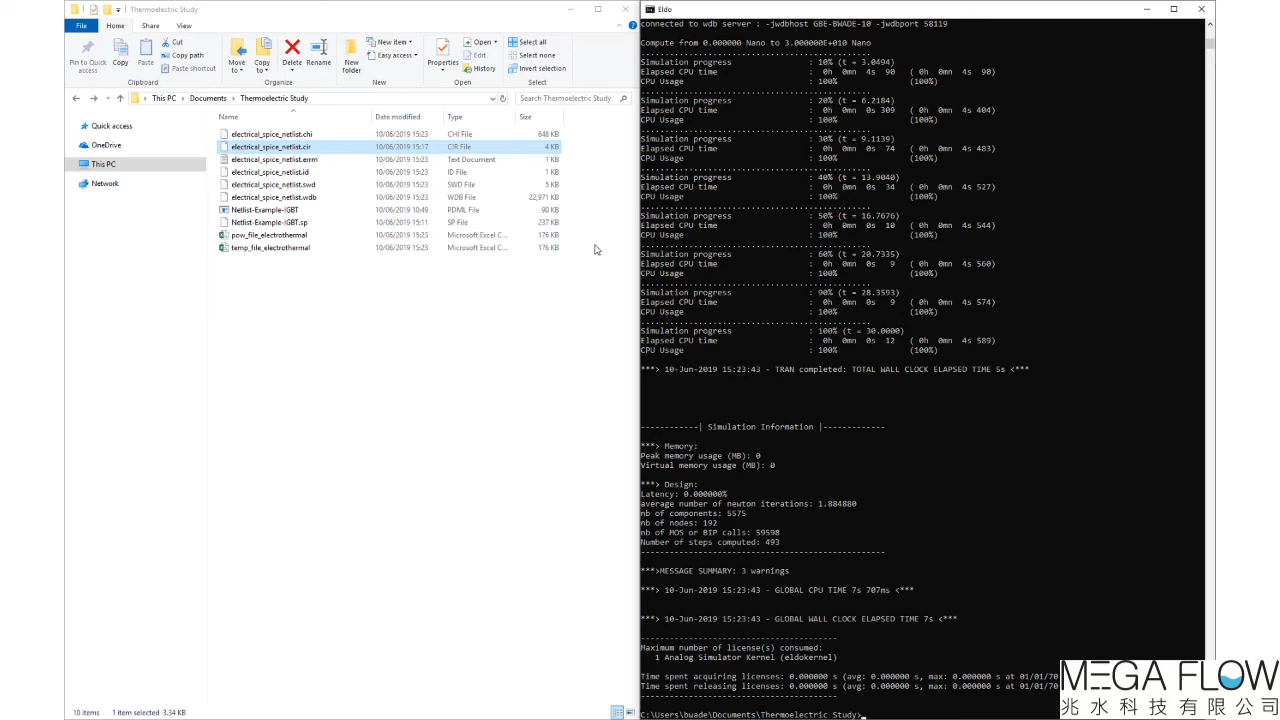 Thermoelectric Study
File Home Share View
Pin to Quick access
Copy
Paste
Cut
Copy path
Paste shortcut
Clipboard
Move to
Copy to
Delete
Rename
Organize
New folder
New item
Easy access
New
Properties
Open
Edit
History
Open
Select all
Select none
Invert selection
Select
This PC > Documents > Thermoelectric Study
Search Thermoelectric Study
Quick access
OneDrive
This PC
Network
Name Date modified Type Size
electrical_spice_netlist.chi 10/06/2019 15:23 CHI File 648 KB
electrical_spice_netlist.cir 10/06/2019 15:17 CIR File 4 KB
electrical_spice_netlist.errm 10/06/2019 15:23 Text Document 1 KB
electrical_spice_netlist.id 10/06/2019 15:23 ID File 1 KB
electrical_spice_netlist.swd 10/06/2019 15:23 SWD File 5 KB
electrical_spice_netlist.wdb 10/06/2019 15:23 WDB File 22,971 KB
Netlist-Example-IGBT 10/06/2019 10:49 PDML File 90 KB
Netlist-Example-IGBT.sp 10/06/2019 15:11 SP File 237 KB
pow_file_electrothermal 10/06/2019 15:23 Microsoft Excel C... 176 KB
temp_file_electrothermal 10/06/2019 15:23 Microsoft Excel C... 176 KB
10 items 1 item selected 3.34 KB
Eldo
connected to wdb server : -jwdbhost GBE-BWADE-10 -jwdbport 58119
Compute from 0.000000 Nano to 3.000000E+010 Nano
................................................
Simulation progress : 10% (t = 3.0494)
Elapsed CPU time : 0h 0mn 4s 90 ( 0h 0mn 4s 90)
CPU Usage : 100% (100%)
................................................
Simulation progress : 20% (t = 6.2184)
Elapsed CPU time : 0h 0mn 0s 309 ( 0h 0mn 4s 404)
CPU Usage : 100% (100%)
................................................
Simulation progress : 30% (t = 9.1139)
Elapsed CPU time : 0h 0mn 0s 74 ( 0h 0mn 4s 483)
CPU Usage : 100% (100%)
................................................
Simulation progress : 40% (t = 13.9040)
Elapsed CPU time : 0h 0mn 0s 34 ( 0h 0mn 4s 527)
CPU Usage : 100% (100%)
................................................
Simulation progress : 50% (t = 16.7676)
Elapsed CPU time : 0h 0mn 0s 10 ( 0h 0mn 4s 544)
CPU Usage : 100% (100%)
................................................
Simulation progress : 60% (t = 20.7335)
Elapsed CPU time : 0h 0mn 0s 9 ( 0h 0mn 4s 560)
CPU Usage : 100% (100%)
................................................
Simulation progress : 90% (t = 28.3593)
Elapsed CPU time : 0h 0mn 0s 9 ( 0h 0mn 4s 574)
CPU Usage : 100% (100%)
................................................
Simulation progress : 100% (t = 30.0000)
Elapsed CPU time : 0h 0mn 0s 12 ( 0h 0mn 4s 589)
CPU Usage : 100% (100%)
***> 10-Jun-2019 15:23:43 - TRAN completed: TOTAL WALL CLOCK ELAPSED TIME 5s <***
------------| Simulation Information |-------------
***> Memory:
Peak memory usage (MB): 0
Virtual memory usage (MB): 0
***> Design:
Latency: 0.000000%
average number of newton iterations: 1.884880
nb of components: 5575
nb of nodes: 192
nb of MOS or BIP calls: 59598
Number of steps computed: 493
---------------------------------------------------
***>MESSAGE SUMMARY: 3 warnings
***> 10-Jun-2019 15:23:43 - GLOBAL CPU TIME 7s 707ms <***
***> 10-Jun-2019 15:23:43 - GLOBAL WALL CLOCK ELAPSED TIME 7s <***
-----------------------------------------
Maximum number of license(s) consumed:
1 Analog Simulator Kernel (eldokernel)
Time spent acquiring licenses: 0.000000 s (avg: 0.000000 s, max: 0.000000 s at 01/01/70
Time spent releasing licenses: 0.000000 s (avg: 0.000000 s, max: 0.000000 s at 01/01/70
-----------------------------------------
C:\Users\bwade\Documents\Thermoelectric Study>_
MEGA FLOW
兆水科技有限公司